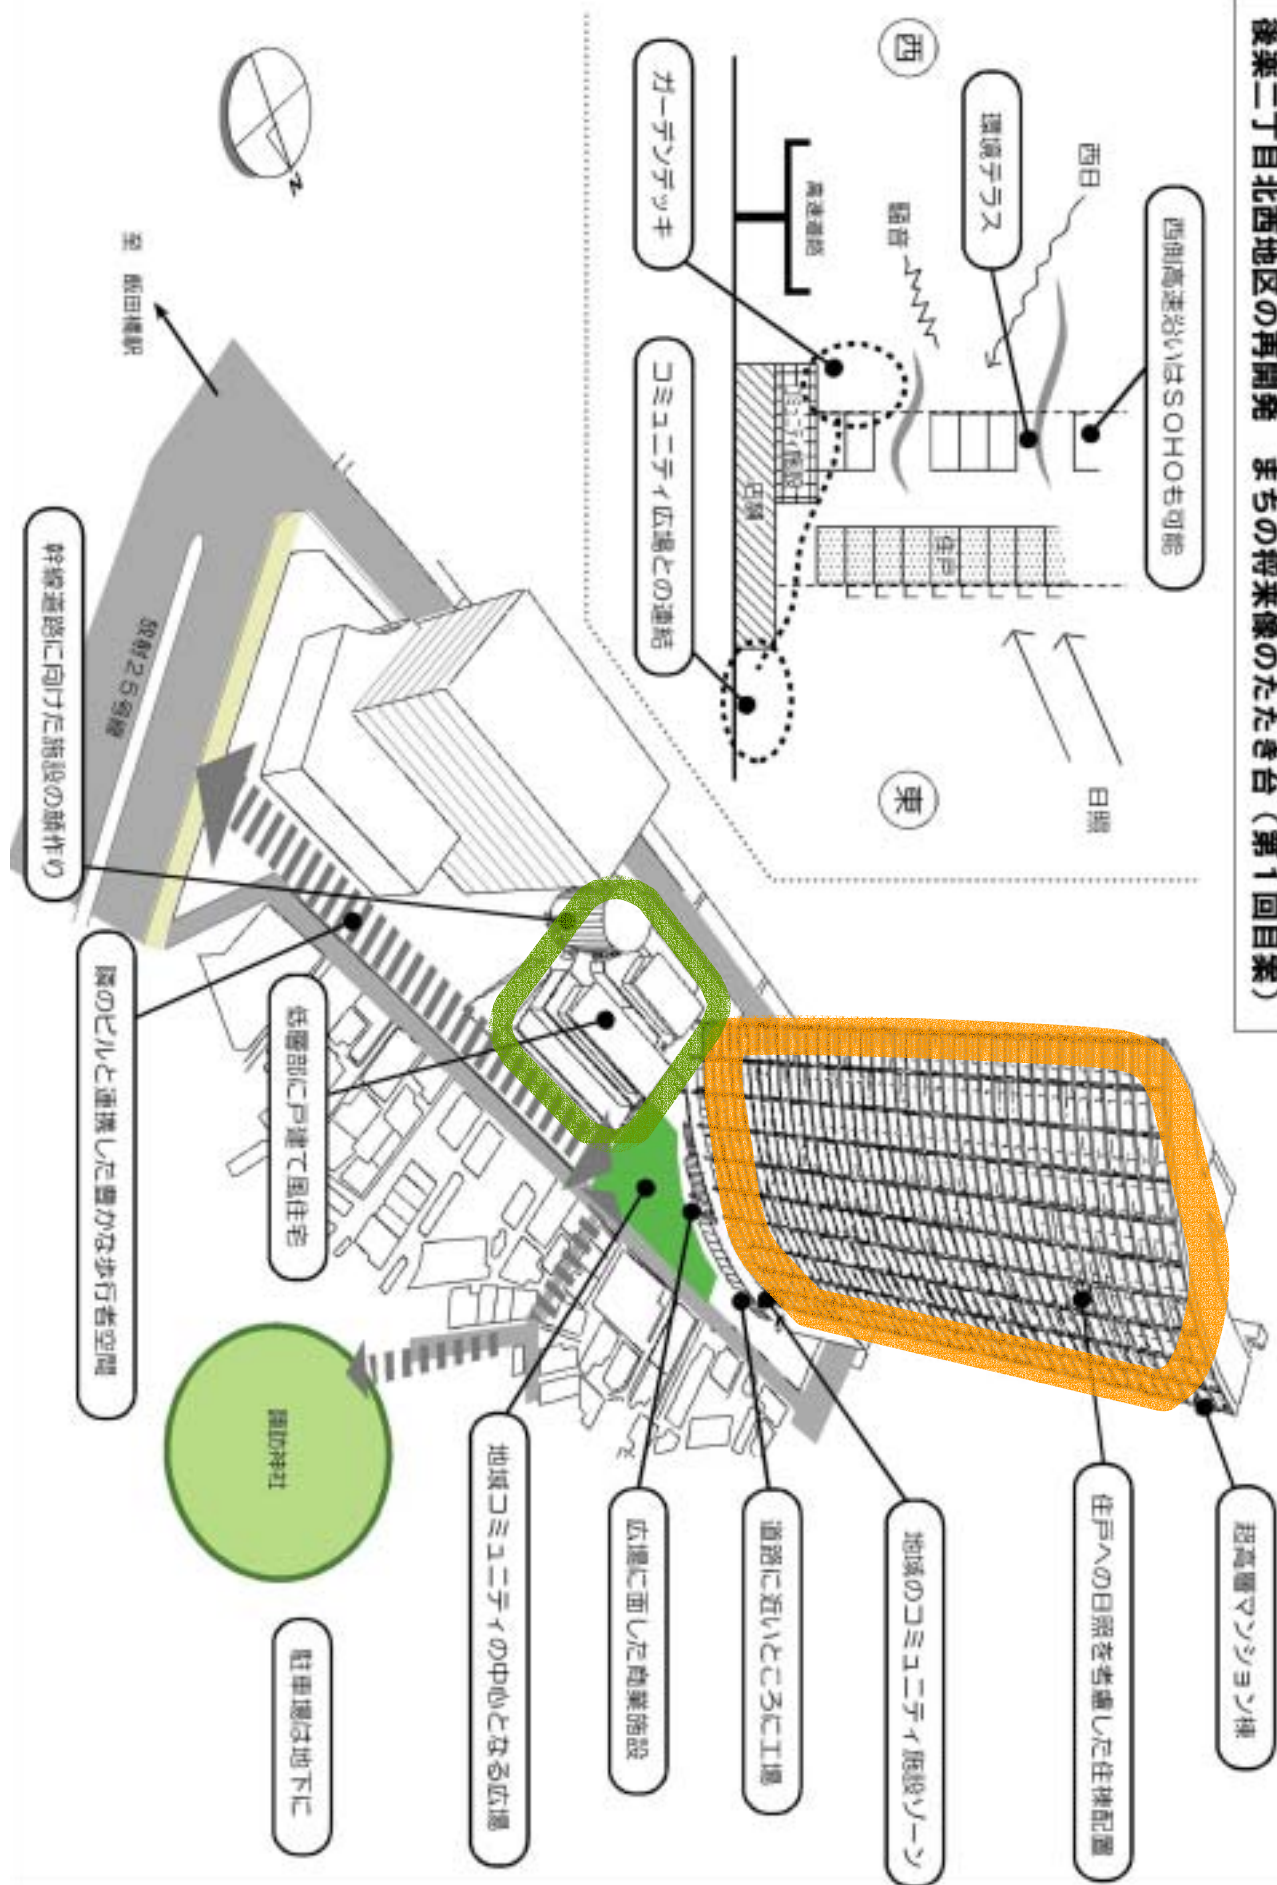 後楽二丁目北西地区の再開発 まちの将来像のたたき台(第1回目案)
西側高速沿いはSOHOも可能
西日
環境テラス
西
騒音
高速道路
ガーデンデッキ
コミュニティ施設
店舗
住戸
コミュニティ広場との連結
日照
東
N
至 飯田橋駅
放射25号線
超高層マンション棟
住戸への日照を考慮した住棟配置
地域のコミュニティ施設ゾーン
道路に近いところに工場
広場に面した商業施設
地域コミュニティの中心となる広場
駐車場は地下に
諏訪神社
低層部に戸建て風住宅
隣のビルと連携した豊かな歩行者空間
幹線道路に向けた施設の顔作り